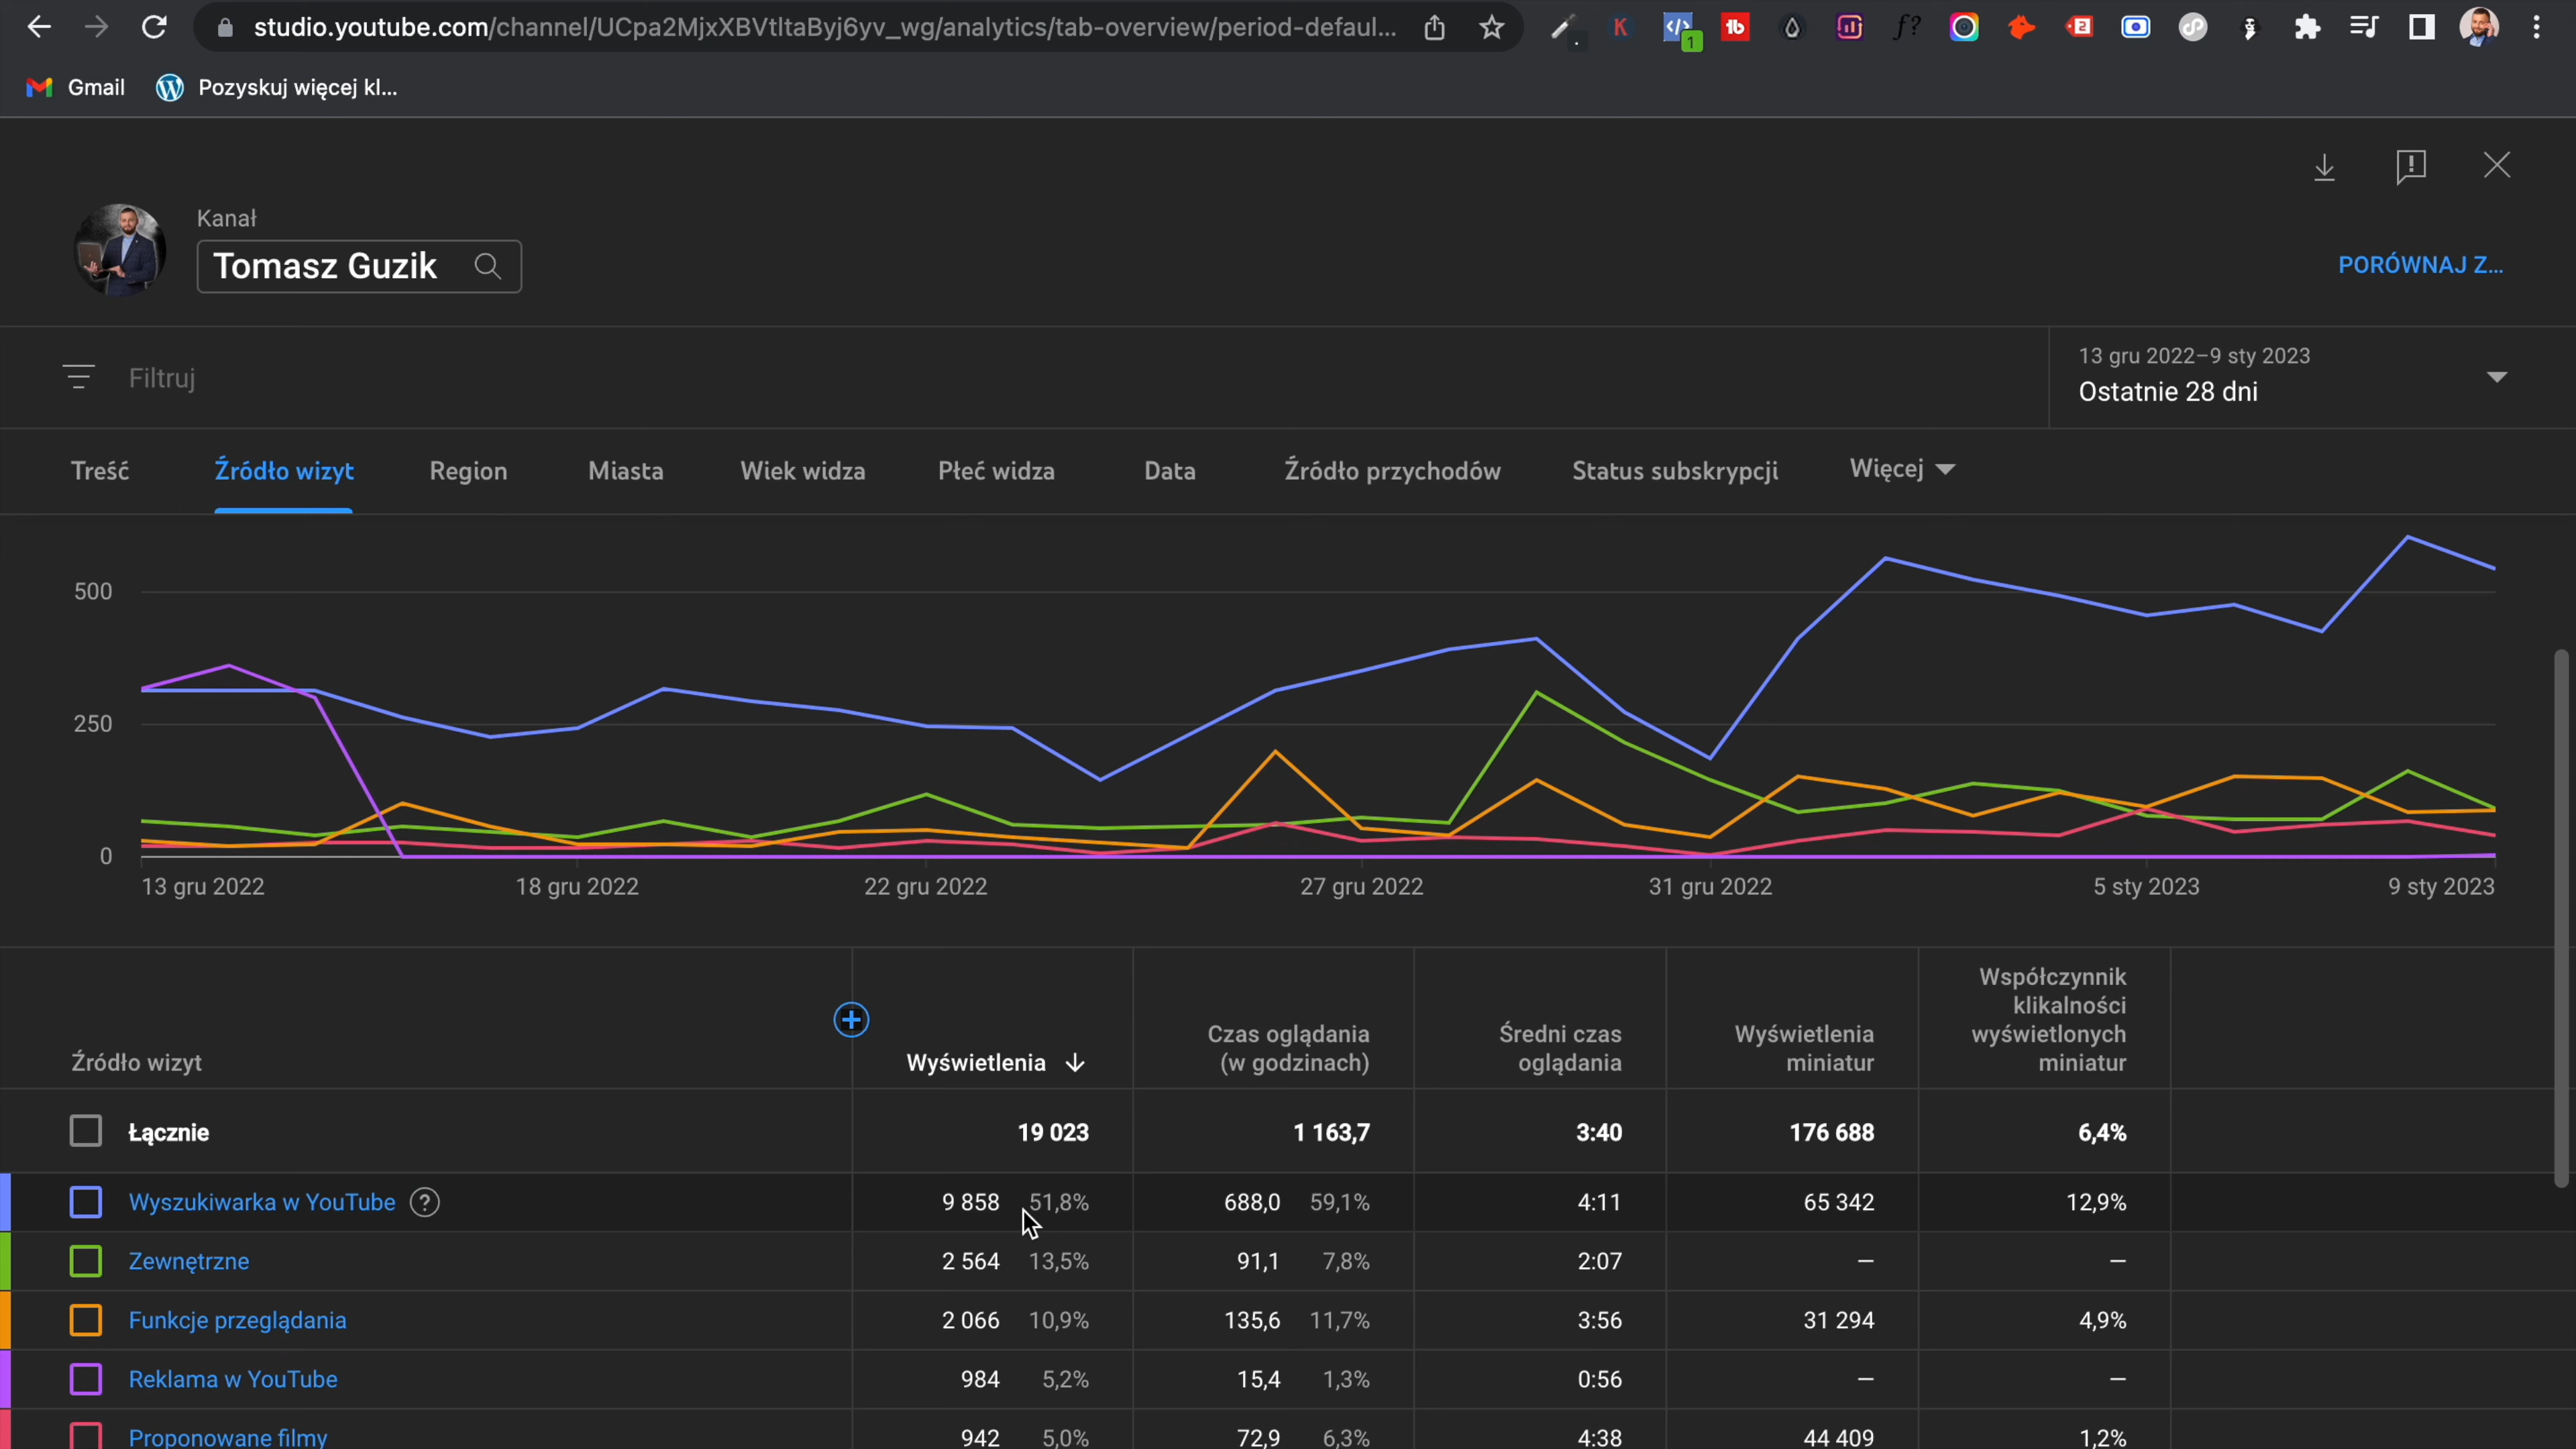 studio.youtube.com/channel/UCpa2MjxXBVtltaByj6yv_wg/analytics/tab-overview/period-defaul...
Gmail
Pozyskuj więcej kl...
Kanał
Tomasz Guzik
PORÓWNAJ Z...
Filtruj
13 gru 2022–9 sty 2023
Ostatnie 28 dni
Treść Źródło wizyt Region Miasta Wiek widza Płeć widza Data Źródło przychodów Status subskrypcji Więcej
500
250
0
13 gru 2022 18 gru 2022 22 gru 2022 27 gru 2022 31 gru 2022 5 sty 2023 9 sty 2023
Źródło wizyt
Wyświetlenia
Czas oglądania
(w godzinach)
Średni czas
oglądania
Wyświetlenia
miniatur
Współczynnik
klikalności
wyświetlonych
miniatur
Łącznie 19 023 1 163,7 3:40 176 688 6,4%
Wyszukiwarka w YouTube ? 9 858 51,8% 688,0 59,1% 4:11 65 342 12,9%
Zewnętrzne 2 564 13,5% 91,1 7,8% 2:07 — —
Funkcje przeglądania 2 066 10,9% 135,6 11,7% 3:56 31 294 4,9%
Reklama w YouTube 984 5,2% 15,4 1,3% 0:56 — —
Proponowane filmy 942 5,0% 72,9 6,3% 4:38 44 409 1,2%